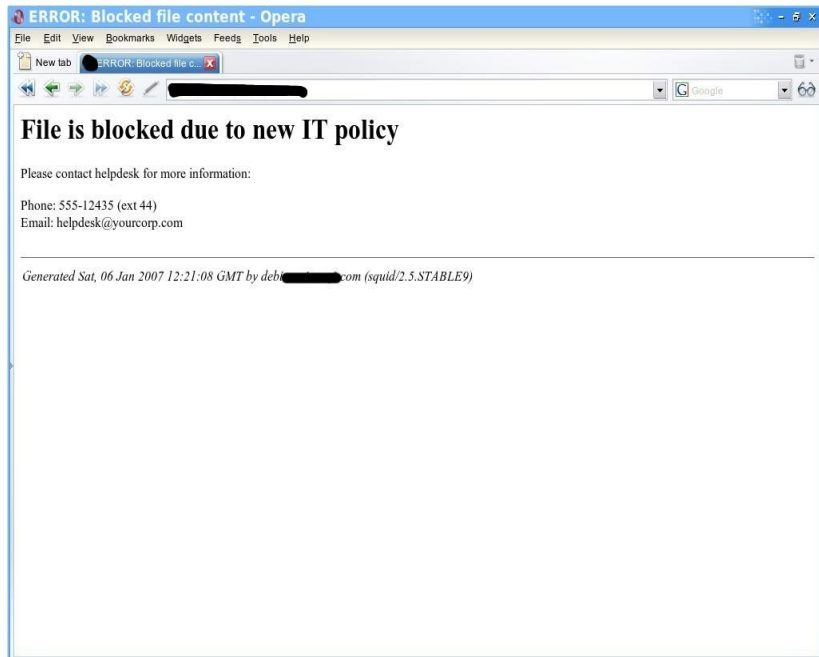 ERROR: Blocked file content - Opera
File Edit View Bookmarks Widgets Feeds Tools Help
New tab ERROR: Blocked file c...
Google
File is blocked due to new IT policy
Please contact helpdesk for more information:
Phone: 555-12435 (ext 44)
Email: helpdesk@yourcorp.com
Generated Sat, 06 Jan 2007 12:21:08 GMT by debi com (squid/2.5.STABLE9)